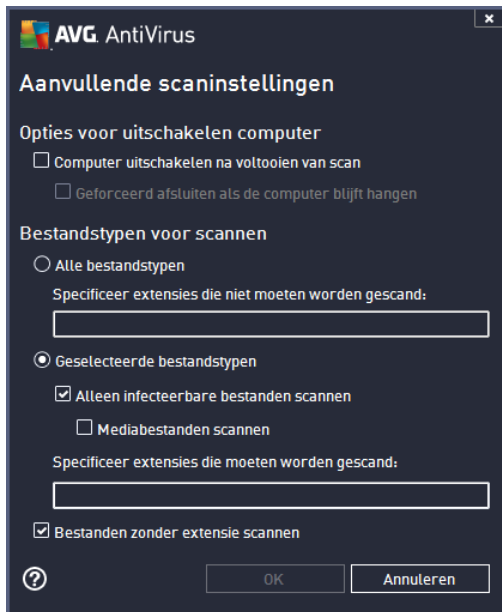 AVG. AntiVirus
Aanvullende scaninstellingen
Opties voor uitschakelen computer
Computer uitschakelen na voltooien van scan
Geforceerd afsluiten als de computer blijft hangen
Bestandstypen voor scannen
Alle bestandstypen
Specificeer extensies die niet moeten worden gescand:
Geselecteerde bestandstypen
Alleen infecteerbare bestanden scannen
Mediabestanden scannen
Specificeer extensies die moeten worden gescand:
Bestanden zonder extensie scannen
OK Annuleren